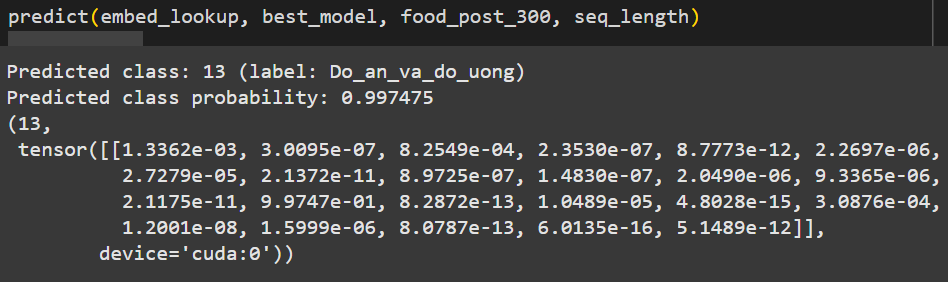 predict(embed_lookup, best_model, food_post_300, seq_length)
Predicted class: 13 (label: Do_an_va_do_uong)
Predicted class probability: 0.997475
(13,
 tensor([[1.3362e-03, 3.0095e-07, 8.2549e-04, 2.3530e-07, 8.7773e-12, 2.2697e-06,
          2.7279e-05, 2.1372e-11, 8.9725e-07, 1.4830e-07, 2.0490e-06, 9.3365e-06,
          2.1175e-11, 9.9747e-01, 8.2872e-13, 1.0489e-05, 4.8028e-15, 3.0876e-04,
          1.2001e-08, 1.5999e-06, 8.0787e-13, 6.0135e-16, 5.1489e-12]],
        device='cuda:0'))